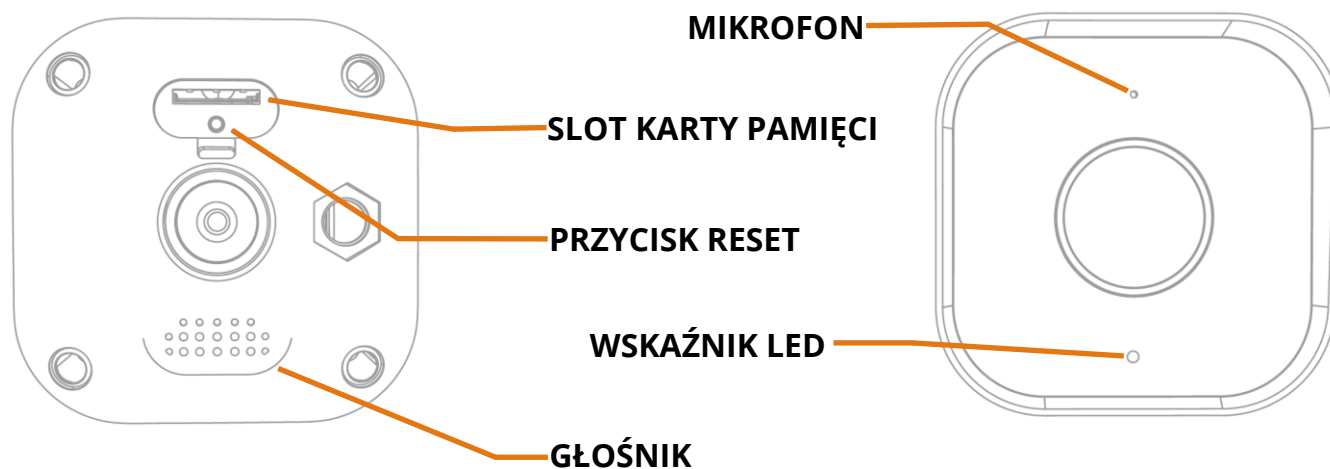 MIKROFON
SLOT KARTY PAMIĘCI
PRZYCISK RESET
WSKAŹNIK LED
GŁOŚNIK